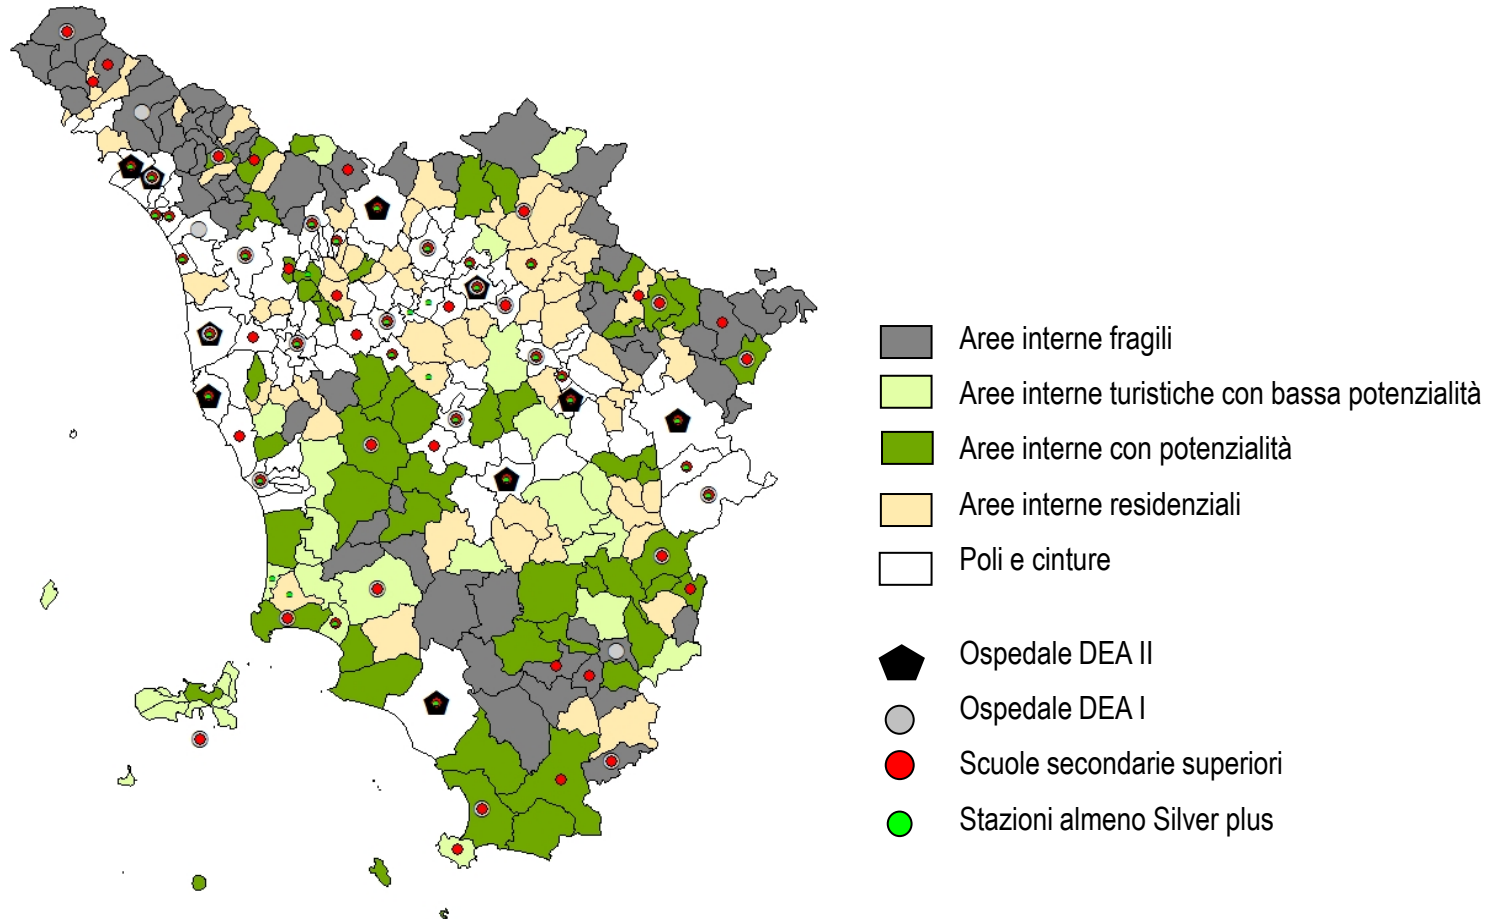 Aree interne fragili
Aree interne turistiche con bassa potenzialità
Aree interne con potenzialità
Aree interne residenziali
Poli e cinture
Ospedale DEA II
Ospedale DEA I
Scuole secondarie superiori
Stazioni almeno Silver plus